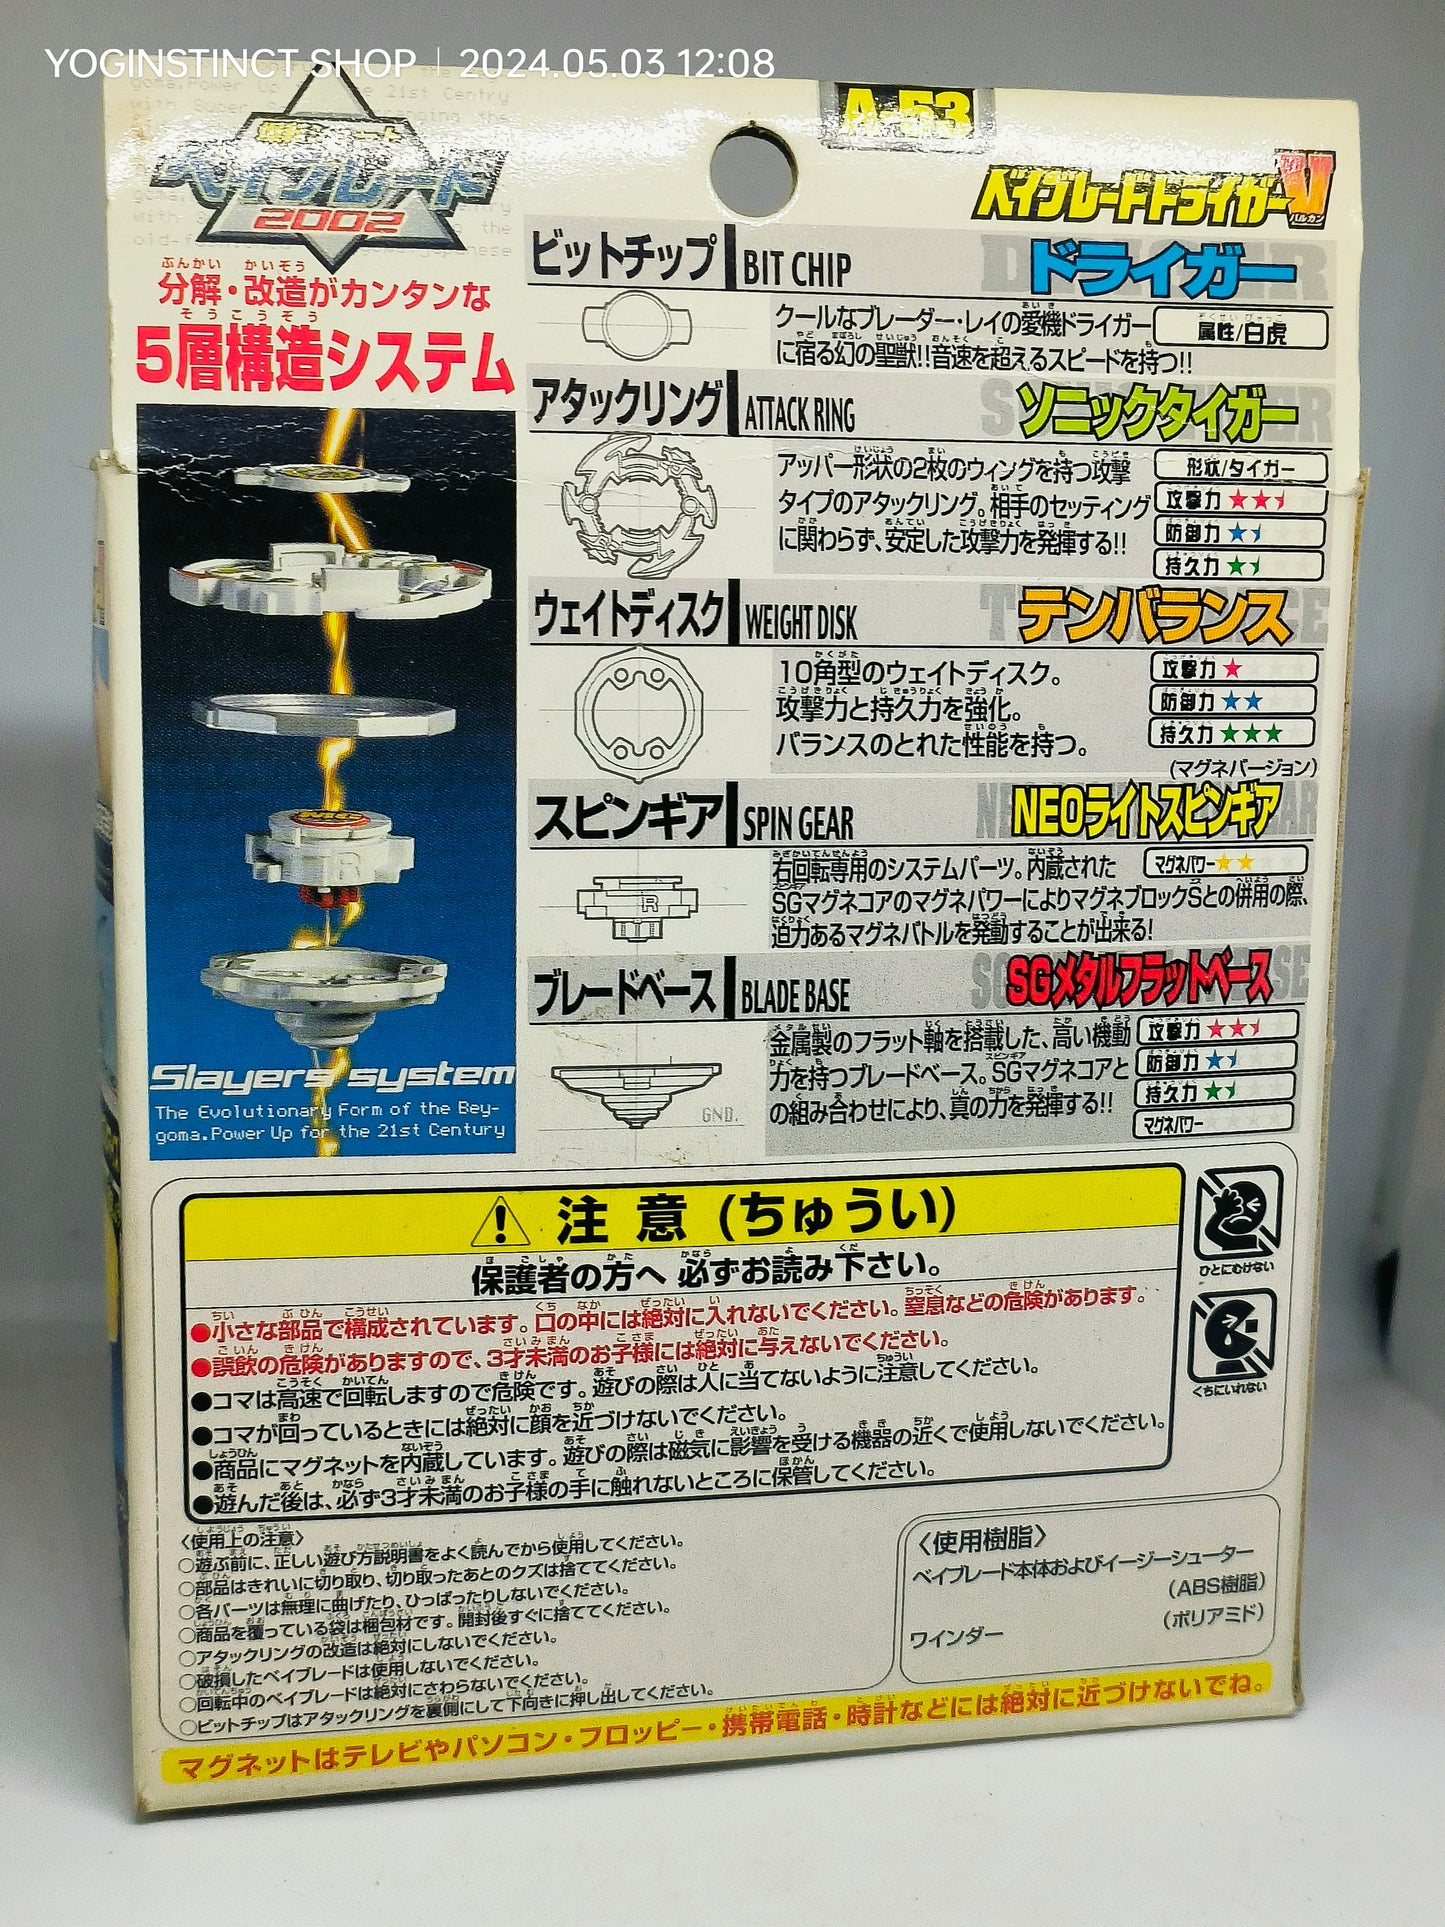 YOGINSTINCT SHOP | 2024.05.03 12:08
A-53
爆転シュート
ベイブレード
2002
ベイブレードドライガーV
バルカン
分解・改造がカンタンな
5層構造システム
Slayers system
The Evolutionary Form of the Bey-
goma.Power Up for the 21st Century
ビットチップ BIT CHIP ドライガー
クールなブレーダー・レイの愛機ドライガー
に宿る幻の聖獣!!音速を超えるスピードを持つ!!
属性/白虎
アタックリング ATTACK RING ソニックタイガー
アッパー形状の2枚のウィングを持つ攻撃
タイプのアタックリング。相手のセッティング
に関わらず、安定した攻撃力を発揮する!!
形状/タイガー
攻撃力
防御力
持久力
ウェイトディスク WEIGHT DISK テンバランス
10角型のウェイトディスク。
攻撃力と持久力を強化。
バランスのとれた性能を持つ。
攻撃力 ★
防御力 ★★
持久力 ★★★
(マグネバージョン)
スピンギア SPIN GEAR NEOライトスピンギア
右回転専用のシステムパーツ。内蔵された
SGマグネコアのマグネパワーによりマグネブロックSとの併用の際、
迫力あるマグネバトルを発動することが出来る!
マグネパワー ★★
R
ブレードベース BLADE BASE SGメタルフラットベース
金属製のフラット軸を搭載した、高い機動
力を持つブレードベース。SGマグネコアと
の組み合わせにより、真の力を発揮する!!
攻撃力
防御力
持久力
マグネパワー
GND.
注意(ちゅうい)
保護者の方へ 必ずお読み下さい。
●小さな部品で構成されています。口の中には絶対に入れないでください。窒息などの危険があります。
●誤飲の危険がありますので、3才未満のお子様には絶対に与えないでください。
●コマは高速で回転しますので危険です。遊びの際は人に当てないように注意してください。
●コマが回っているときには絶対に顔を近づけないでください。
●商品にマグネットを内蔵しています。遊びの際は磁気に影響を受ける機器の近くで使用しないでください。
●遊んだ後は、必ず3才未満のお子様の手に触れないところに保管してください。
ひとにむけない
くちにいれない
〈使用上の注意〉
○遊ぶ前に、正しい遊び方説明書をよく読んでから使用してください。
○部品はきれいに切り取り、切り取ったあとのクズは捨ててください。
○各パーツは無理に曲げたり、ひっぱったりしないでください。
○商品を覆っている袋は梱包材です。開封後すぐに捨ててください。
○アタックリングの改造は絶対にしないでください。
○破損したベイブレードは使用しないでください。
○回転中のベイブレードは絶対にさわらないでください。
○ビットチップはアタックリングを裏側にして下向きに押し出してください。
〈使用樹脂〉
ベイブレード本体およびイージーシューター
(ABS樹脂)
ワインダー (ポリアミド)
マグネットはテレビやパソコン・フロッピー・携帯電話・時計などには絶対に近づけないでね。